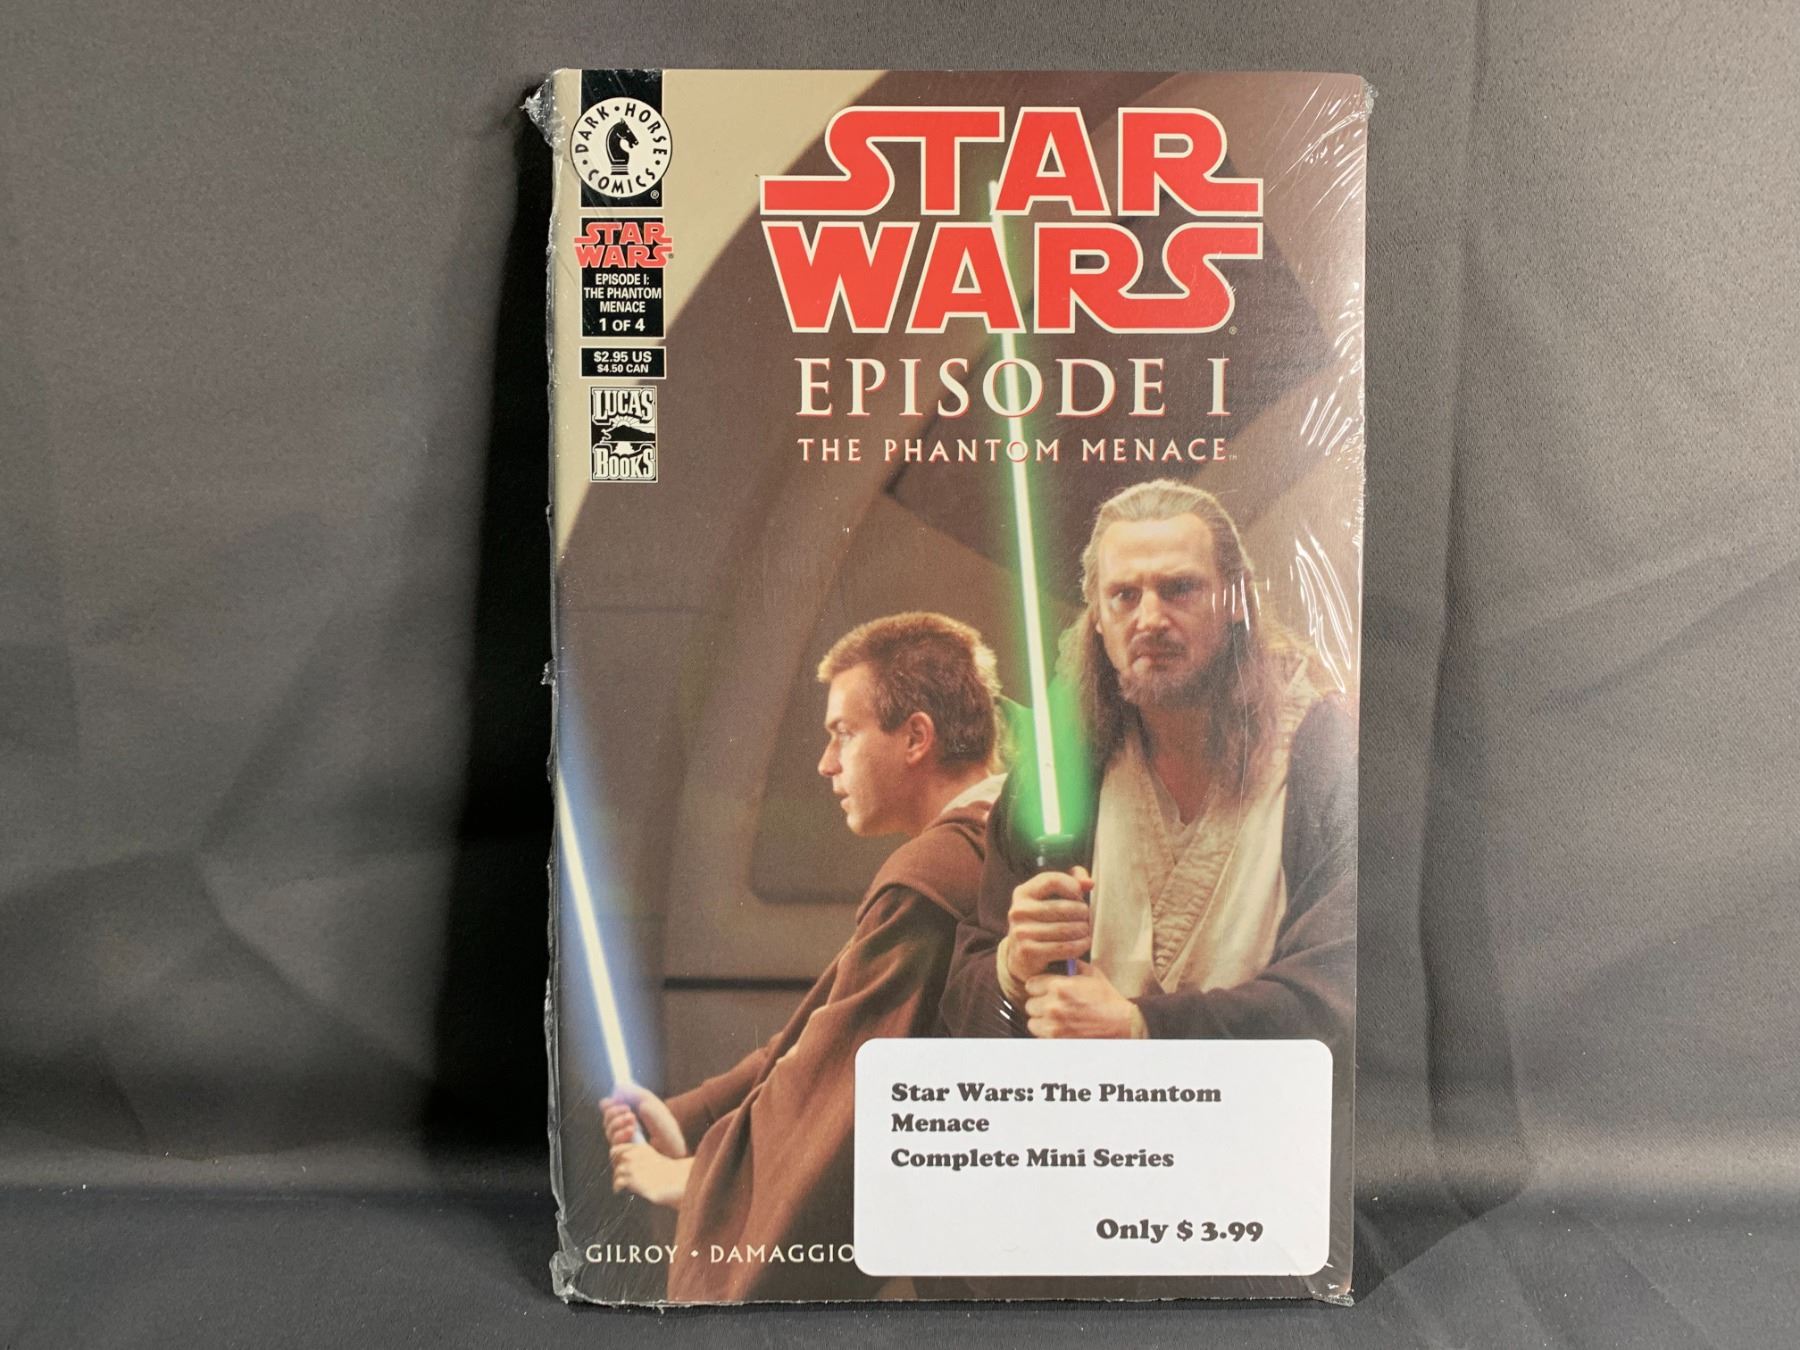 DARK • HORSE
• COMICS •
®
STAR
WARS®
EPISODE I:
THE PHANTOM
MENACE
1 OF 4
$2.95 US
$4.50 CAN
LUCAS
BOOKS
STAR
WARS®
EPISODE I
THE PHANTOM MENACE™
Star Wars: The Phantom
Menace
Complete Mini Series
Only $ 3.99
GILROY • DAMAGGIO